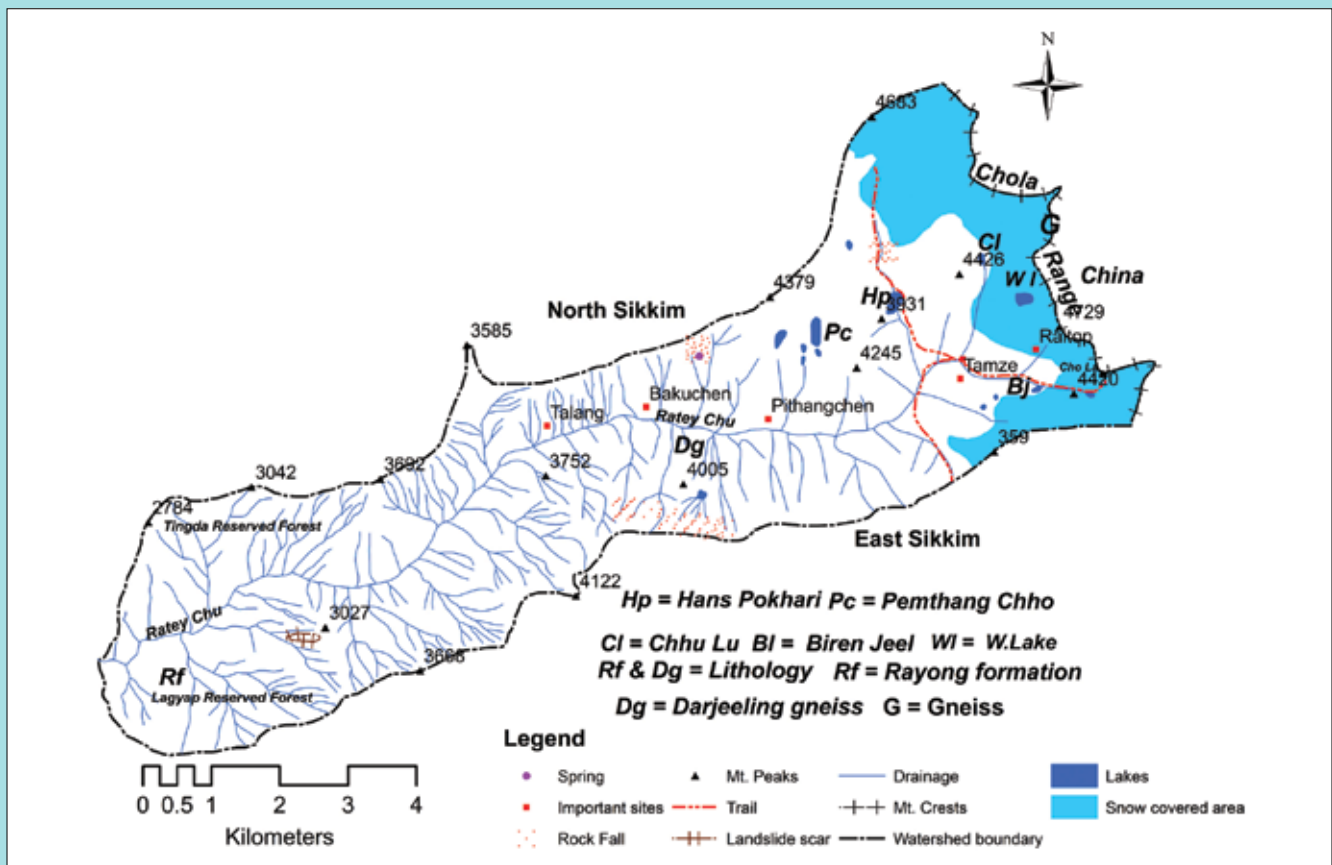 N
4683
Chola
G
Cl
4426
W l
Range
China
4379
Hp
3931
4729
North Sikkim
Pc
3585
Raltop
4245
Tamze
Cho La
4420
Bakuchen
Bj
Talang
Ratey Chu
Pithangchen
359
Dg
3752
4005
3692
3042
2784
Tingda Reserved Forest
East Sikkim
4122
Hp = Hans Pokhari Pc = Pemthang Chho
3027
Ratey Chu
Cl = Chhu Lu Bl = Biren Jeel Wl = W.Lake
3668
Rf
Rf & Dg = Lithology Rf = Rayong formation
Lagyap Reserved Forest
Dg = Darjeeling gneiss G = Gneiss
Legend
Spring Mt. Peaks Drainage Lakes
Important sites Trail Mt. Crests Snow covered area
Rock Fall Landslide scar Watershed boundary
0 0.5 1 2 3 4
Kilometers